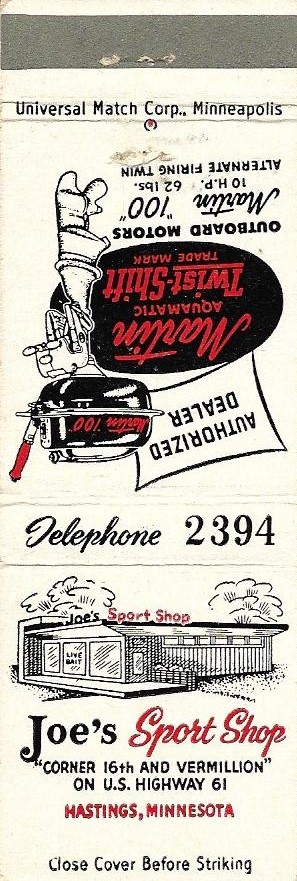 Universal Match Corp., Minneapolis
AUTHORIZED
DEALER
Martin 100
Martin
AQUAMATIC
Twist-Shift
TRADE MARK
OUTBOARD MOTORS
Martin "100"
10 H.P. 62 lbs.
ALTERNATE FIRING TWIN
Telephone 2394
Joe's Sport Shop
LIVE
BAIT
Joe's Sport Shop
"CORNER 16th AND VERMILLION"
ON U.S. HIGHWAY 61
HASTINGS, MINNESOTA
Close Cover Before Striking